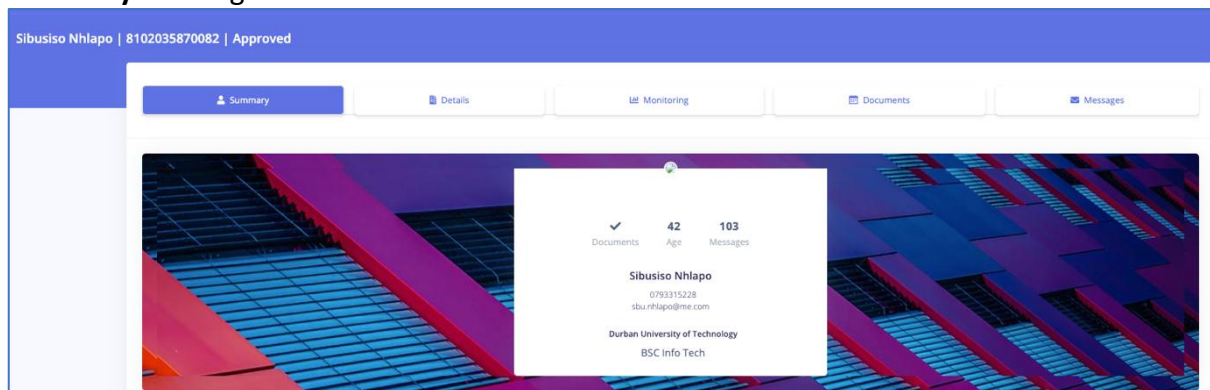 Sibusiso Nhlapo | 8102035870082 | Approved
Summary
Details
Monitoring
Documents
Messages
42
103
Documents
Age
Messages
Sibusiso Nhlapo
0793315228
sbu.nhlapo@me.com
Durban University of Technology
BSC Info Tech